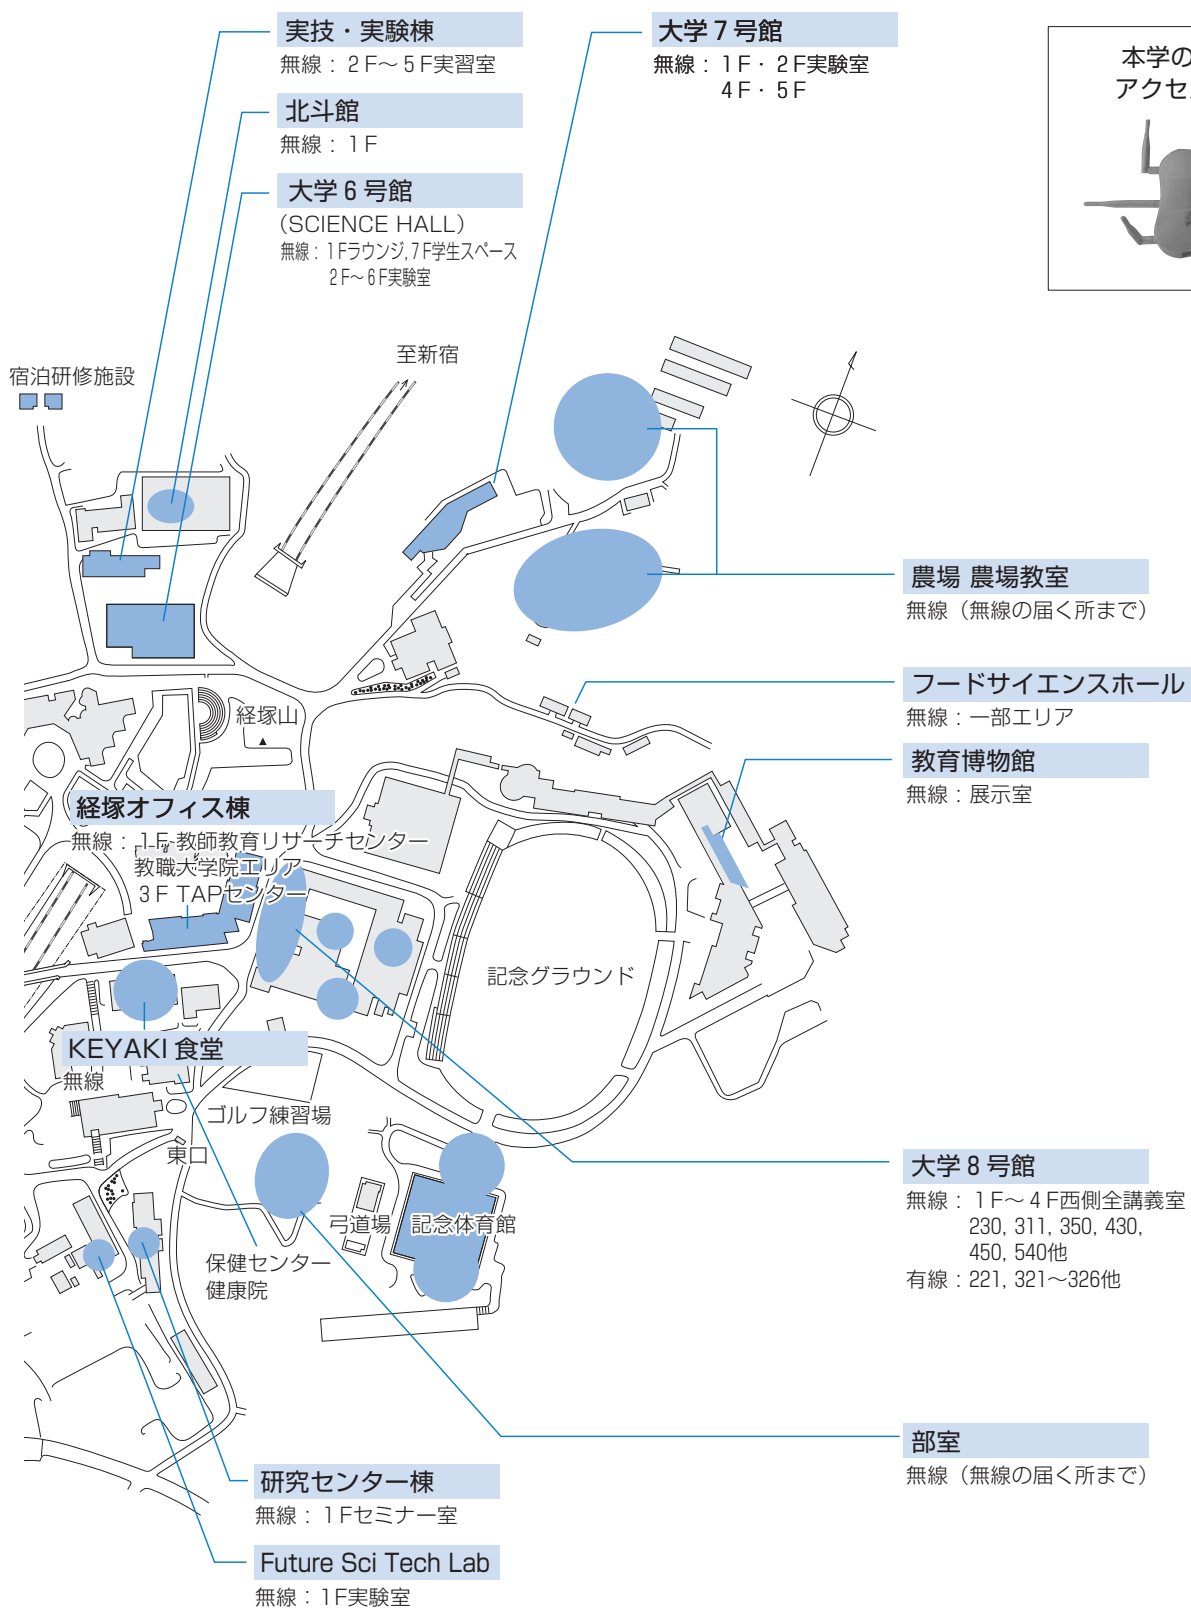 実技・実験棟
無線：2F～5F実習室
北斗館
無線：1F
大学6号館
(SCIENCE HALL)
無線：1Fラウンジ,7F学生スペース
2F～6F実験室
大学7号館
無線：1F・2F実験室
4F・5F
本学の
アクセ
至新宿
宿泊研修施設
農場 農場教室
無線（無線の届く所まで）
フードサイエンスホール
無線：一部エリア
教育博物館
無線：展示室
経塚山
経塚オフィス棟
無線：1F 教師教育リサーチセンター
教職大学院エリア
3F TAPセンター
記念グラウンド
KEYAKI 食堂
無線
ゴルフ練習場
東口
弓道場
記念体育館
保健センター
健康院
大学8号館
無線：1F～4F西側全講義室
230, 311, 350, 430,
450, 540他
有線：221, 321～326他
部室
無線（無線の届く所まで）
研究センター棟
無線：1Fセミナー室
Future Sci Tech Lab
無線：1F実験室